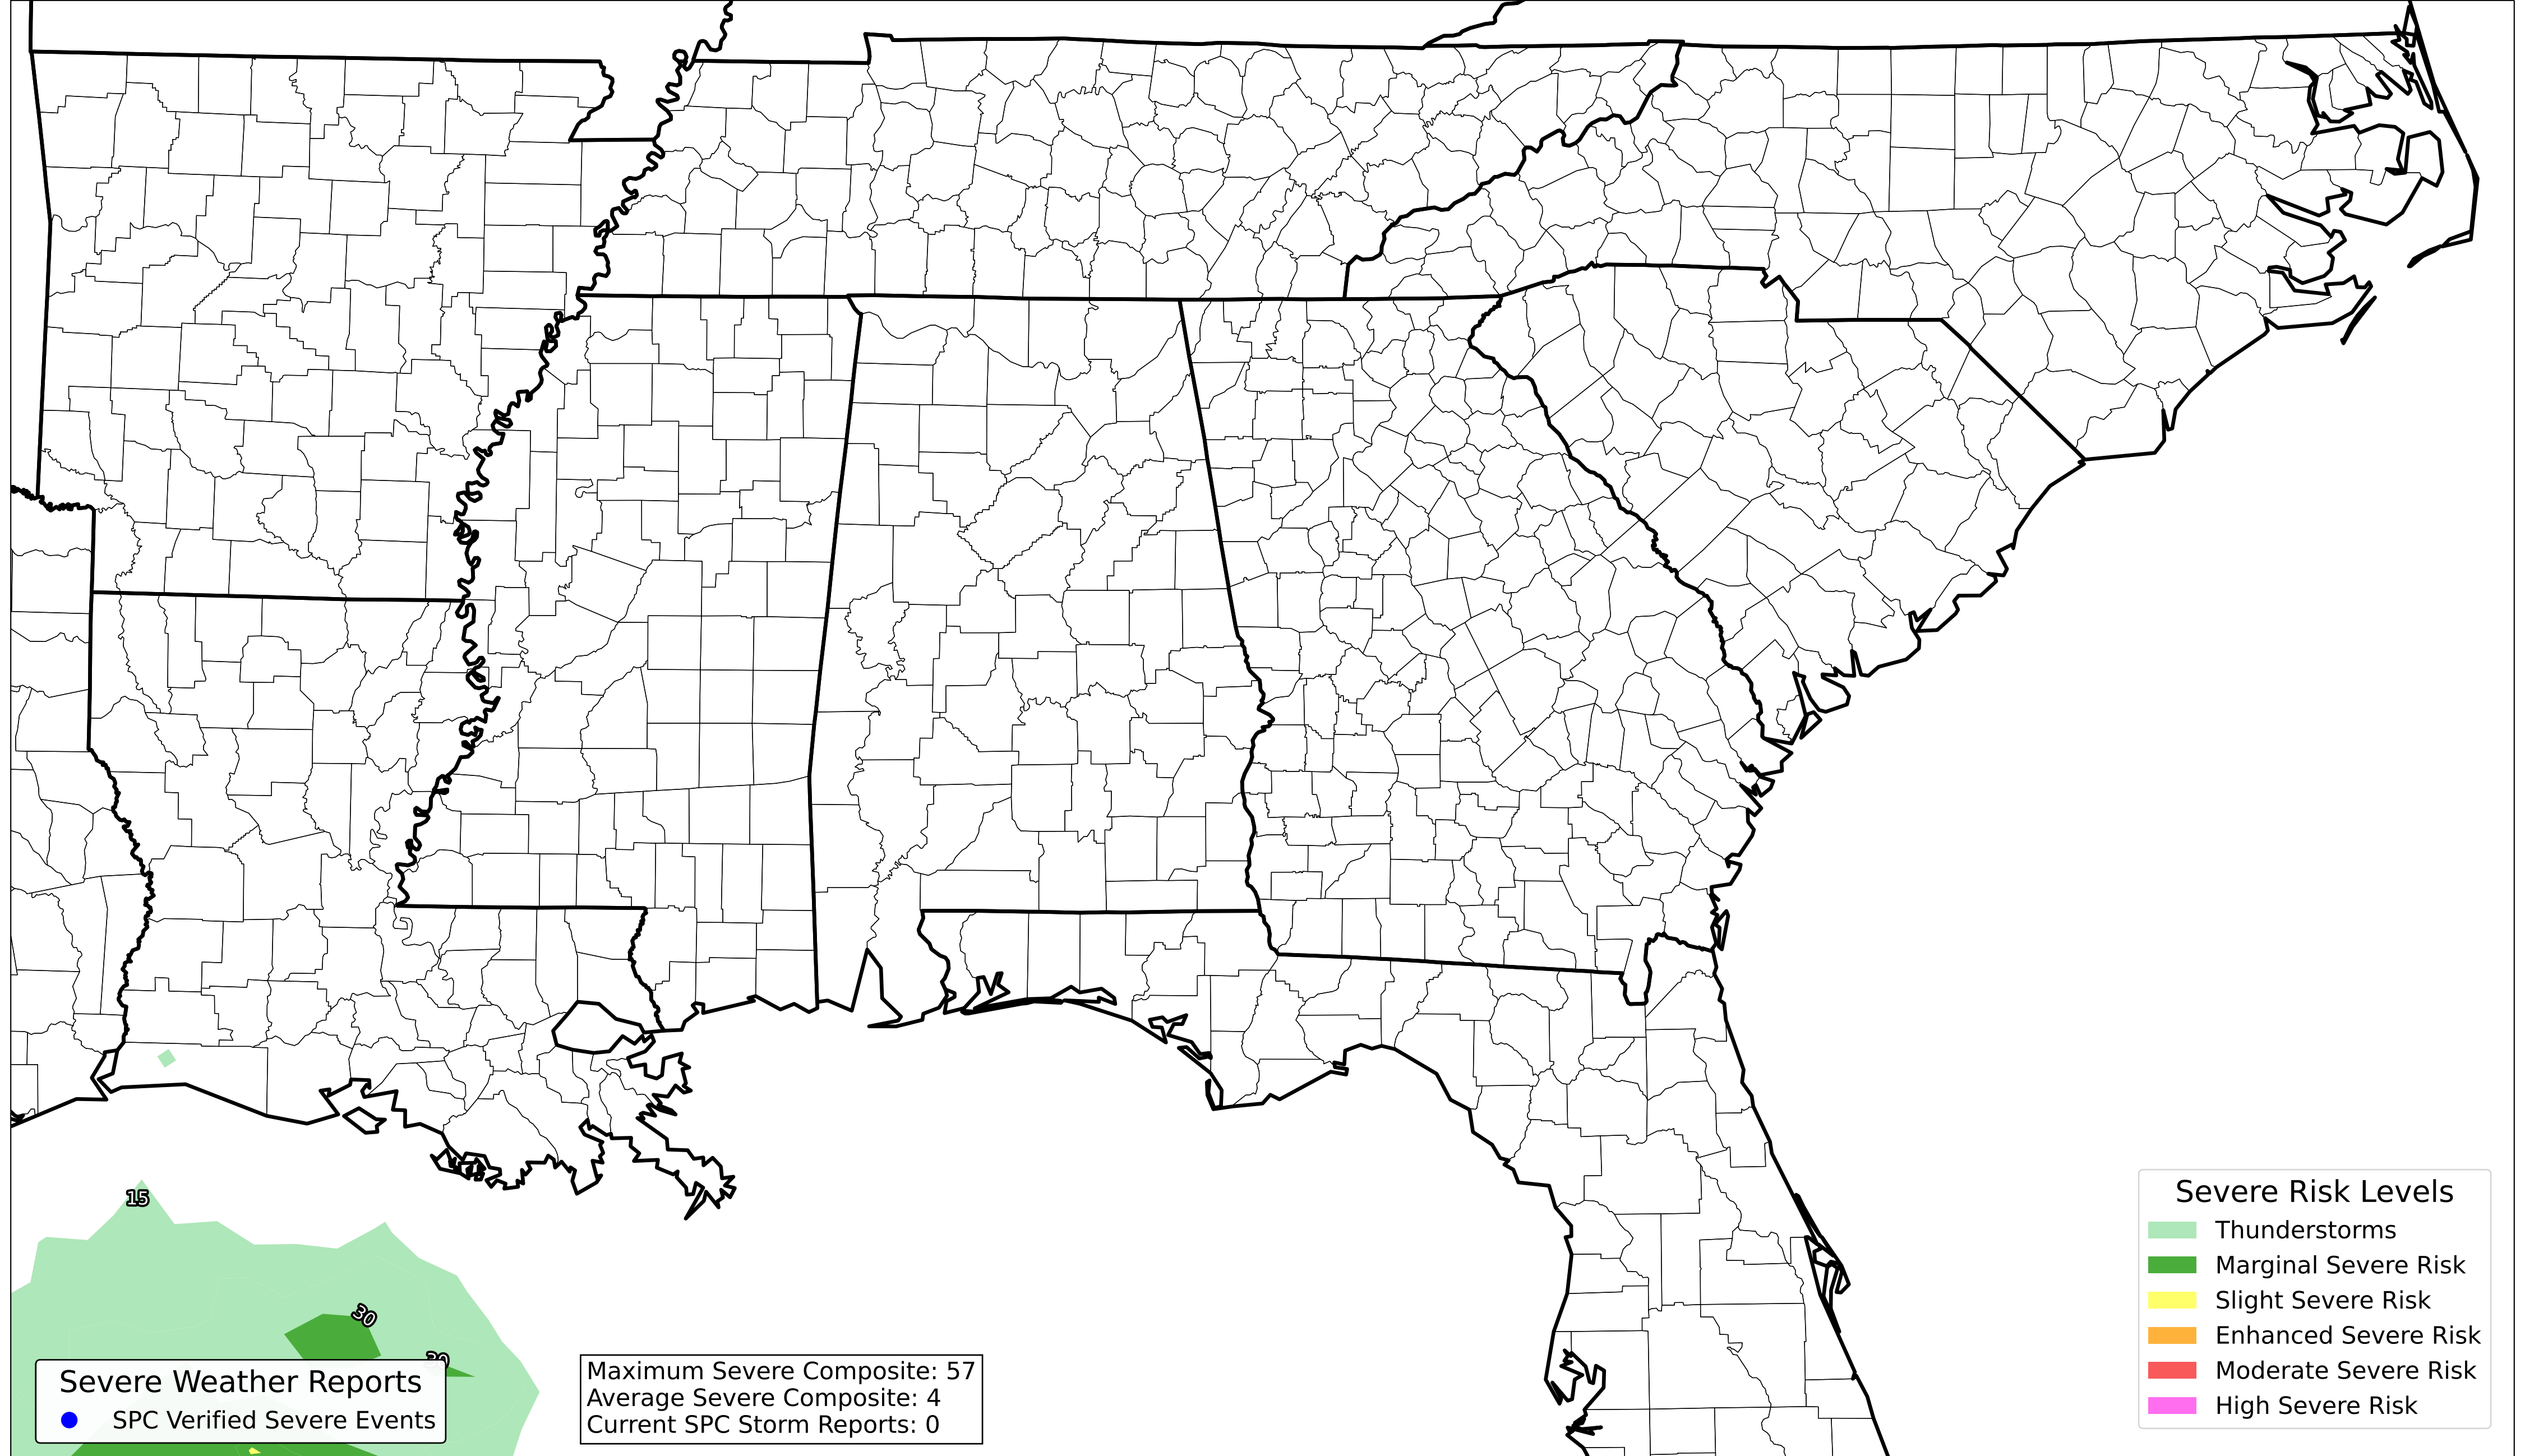 15
30
30
Severe Weather Reports
SPC Verified Severe Events
Maximum Severe Composite: 57
Average Severe Composite: 4
Current SPC Storm Reports: 0
Severe Risk Levels
Thunderstorms
Marginal Severe Risk
Slight Severe Risk
Enhanced Severe Risk
Moderate Severe Risk
High Severe Risk